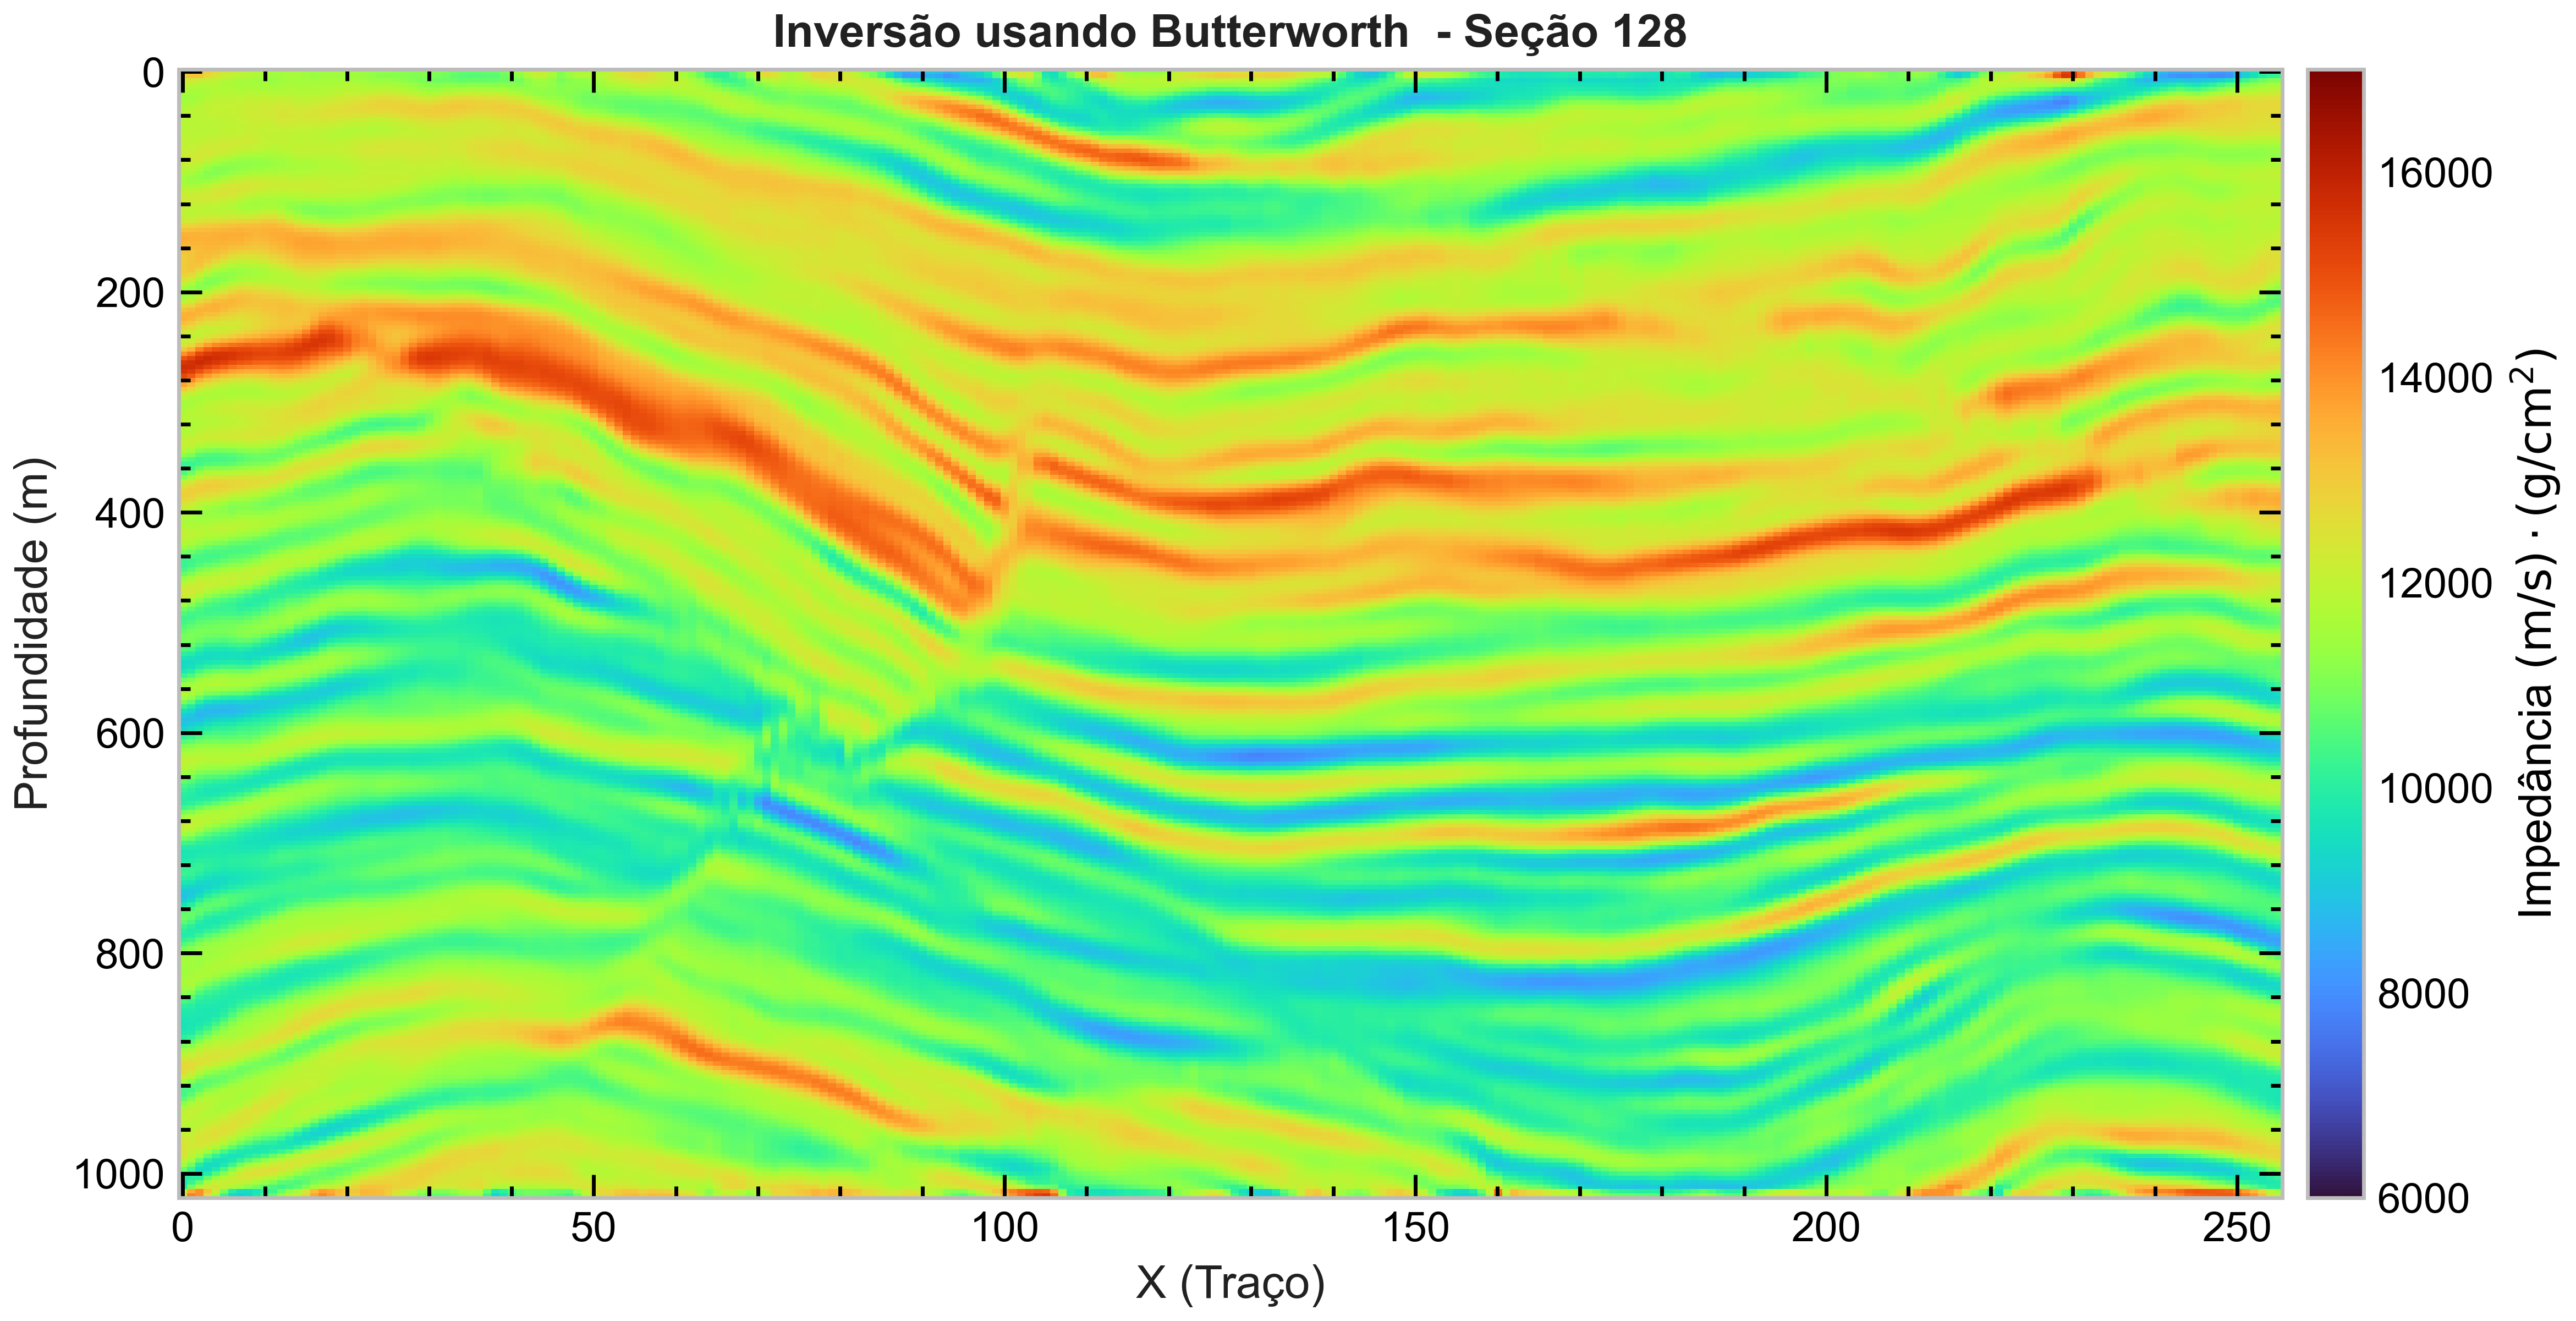 Inversão usando Butterworth - Seção 128
0
200
400
600
800
1000
Profundidade (m)
0 50 100 150 200 250
X (Traço)
16000
14000
12000
10000
8000
6000
Impedância (m/s) · (g/cm²)